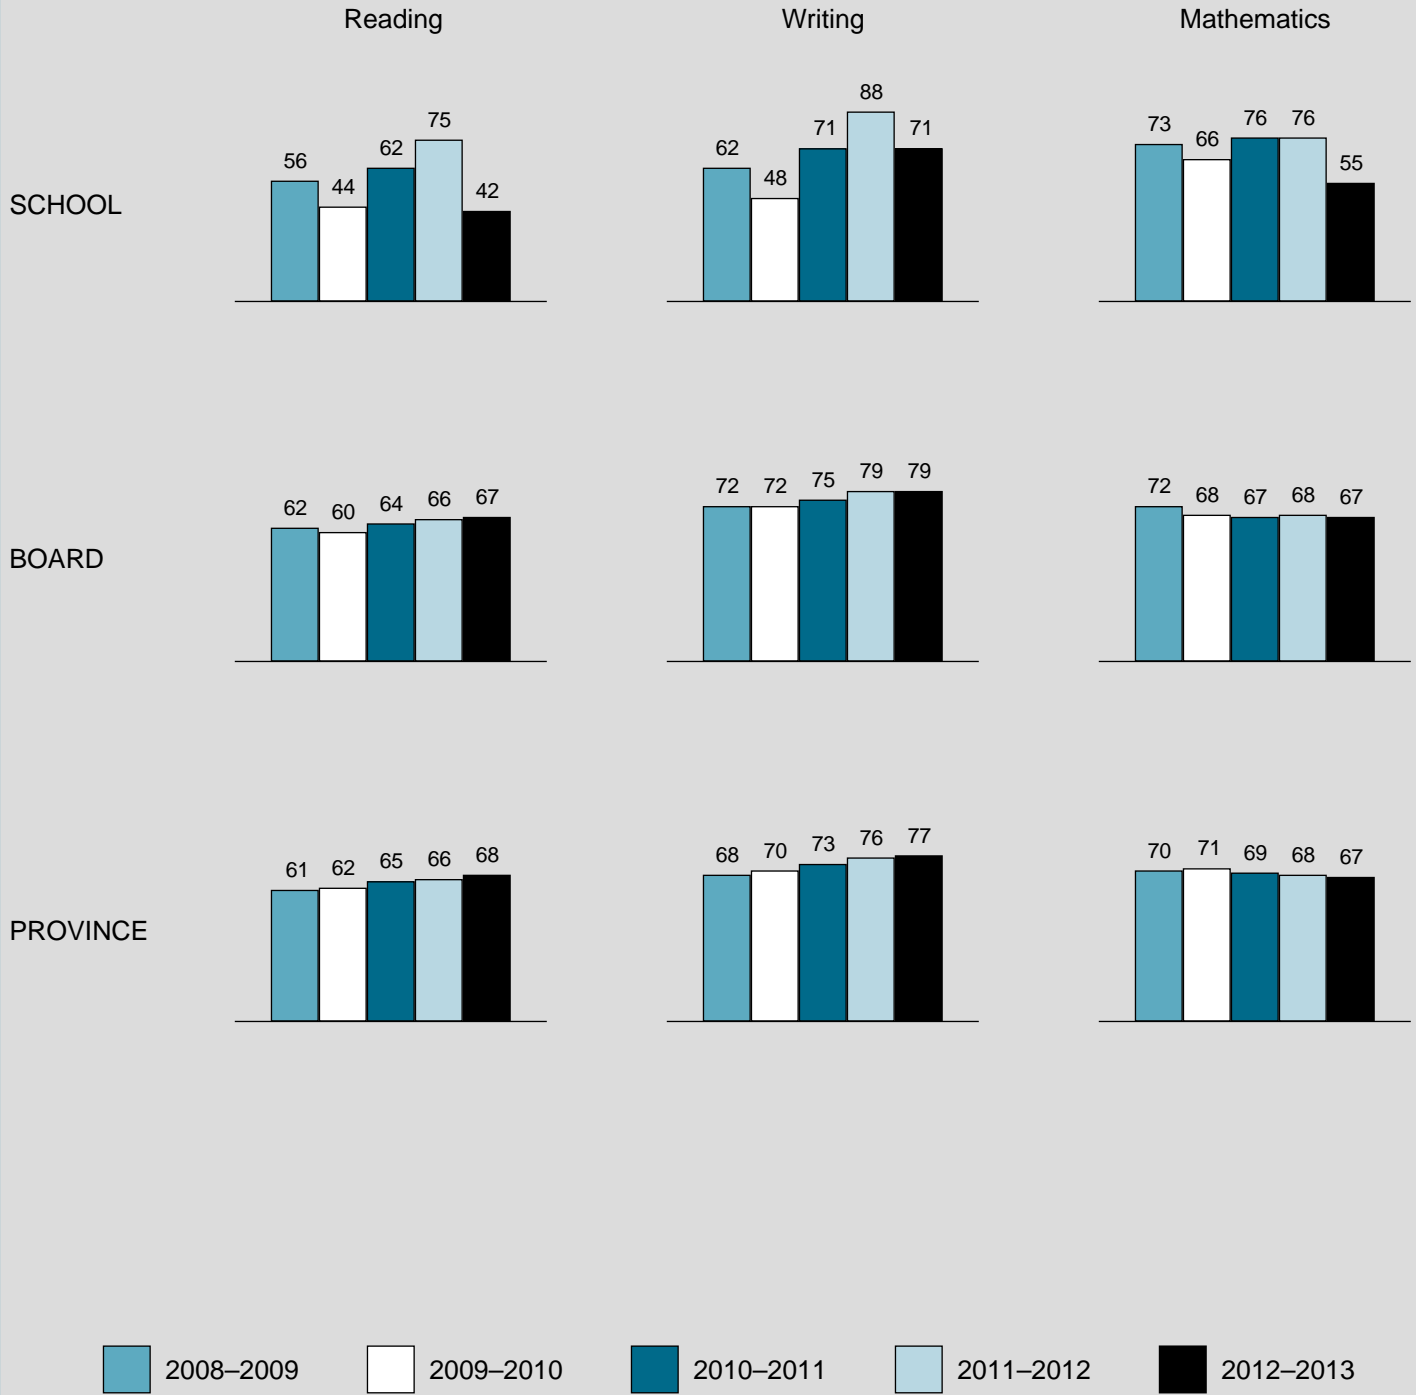 Reading Writing Mathematics
SCHOOL
56 44 62 75 42
62 48 71 88 71
73 66 76 76 55
BOARD
62 60 64 66 67
72 72 75 79 79
72 68 67 68 67
PROVINCE
61 62 65 66 68
68 70 73 76 77
70 71 69 68 67
2008–2009 2009–2010 2010–2011 2011–2012 2012–2013